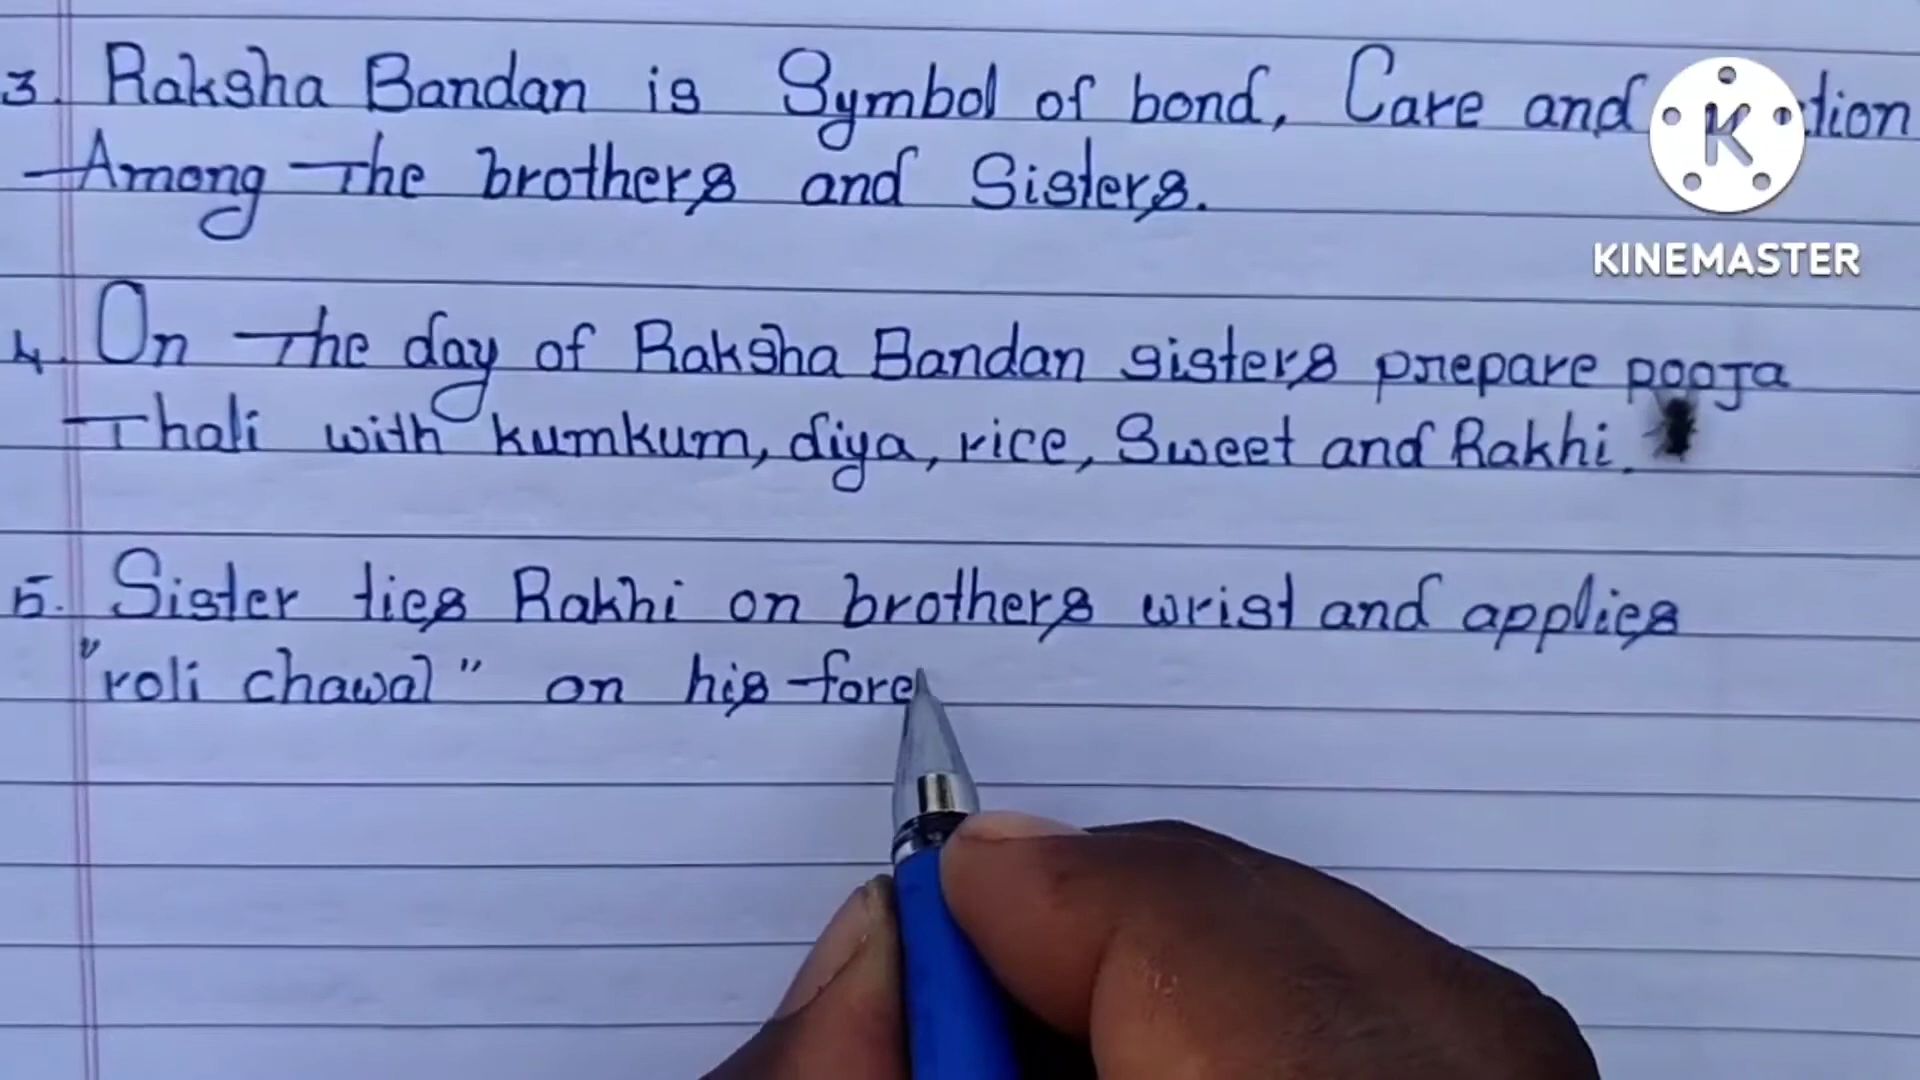 3. Raksha Bandan is Symbol of bond, Care and
Among The brothers and Sisters.
KINEMASTER
4. On The day of Raksha Bandan sisters prepare pooja
Thali with kumkum, diya, rice, Sweet and Rakhi.
5. Sister ties Rakhi on brothers wrist and applies
"roli chawal" on his fore